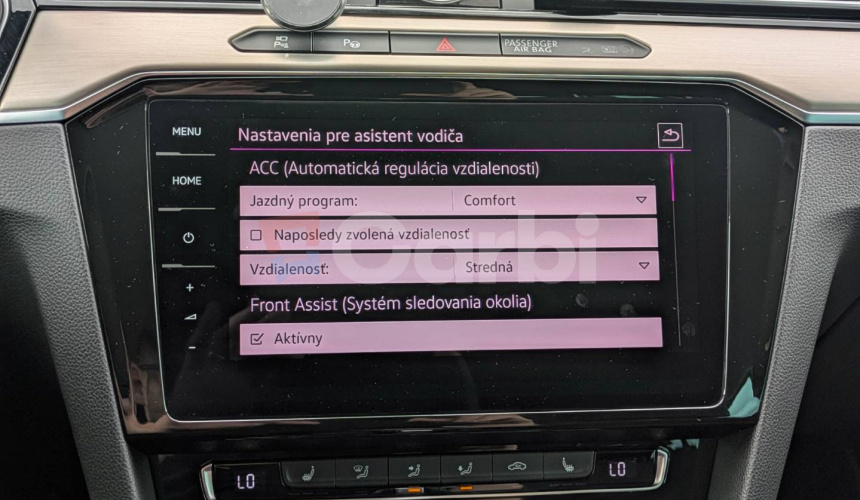 P
PASSENGER
AIR BAG
MENU
HOME
Nastavenia pre asistent vodiča
ACC (Automatická regulácia vzdialenosti)
Jazdný program: Comfort
Naposledy zvolená vzdialenosť
Vzdialenosť: Stredná
Carbi
Front Assist (Systém sledovania okolia)
Aktívny
LO LO